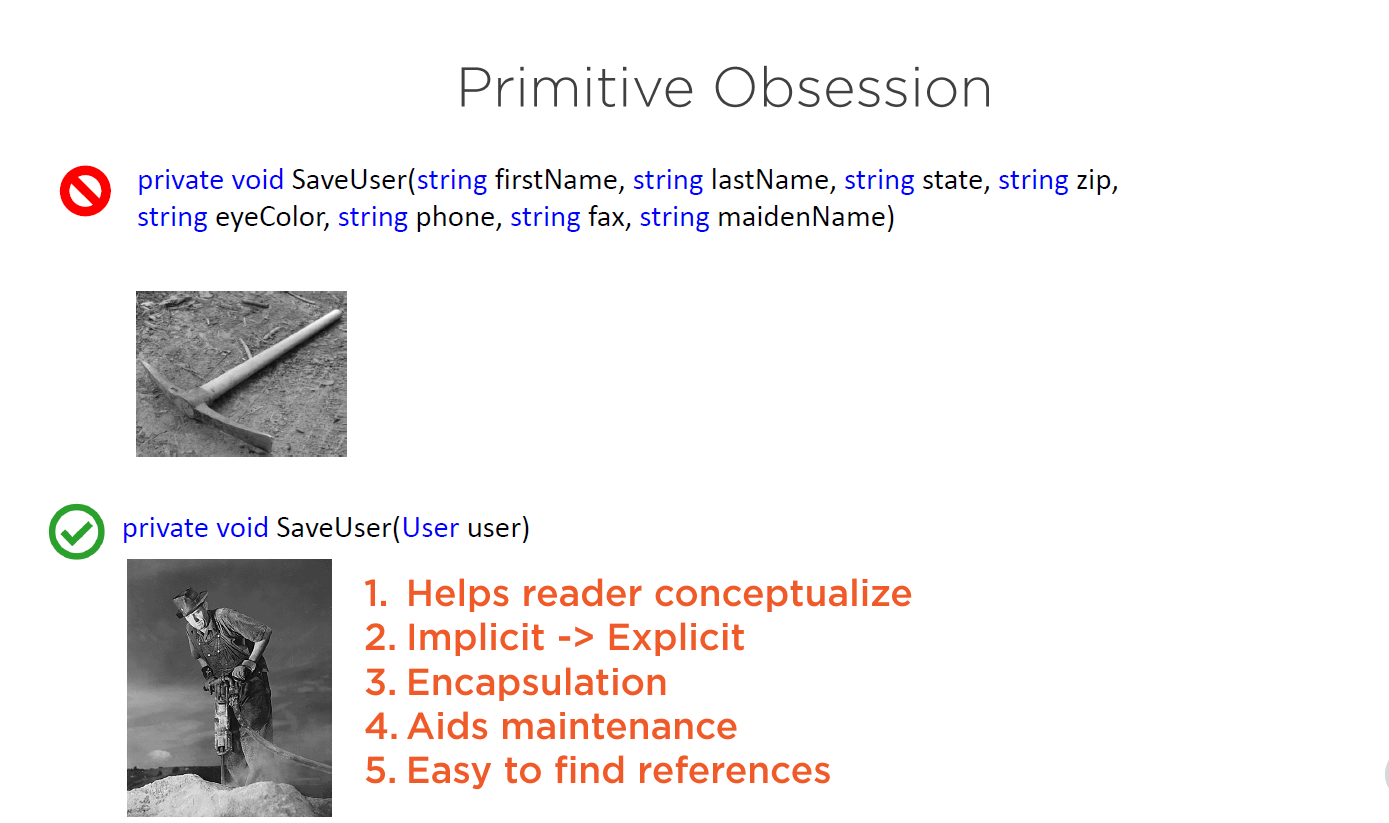 Primitive Obsession
private void SaveUser(string firstName, string lastName, string state, string zip,
string eyeColor, string phone, string fax, string maidenName)
private void SaveUser(User user)
1. Helps reader conceptualize
2. Implicit -> Explicit
3. Encapsulation
4. Aids maintenance
5. Easy to find references